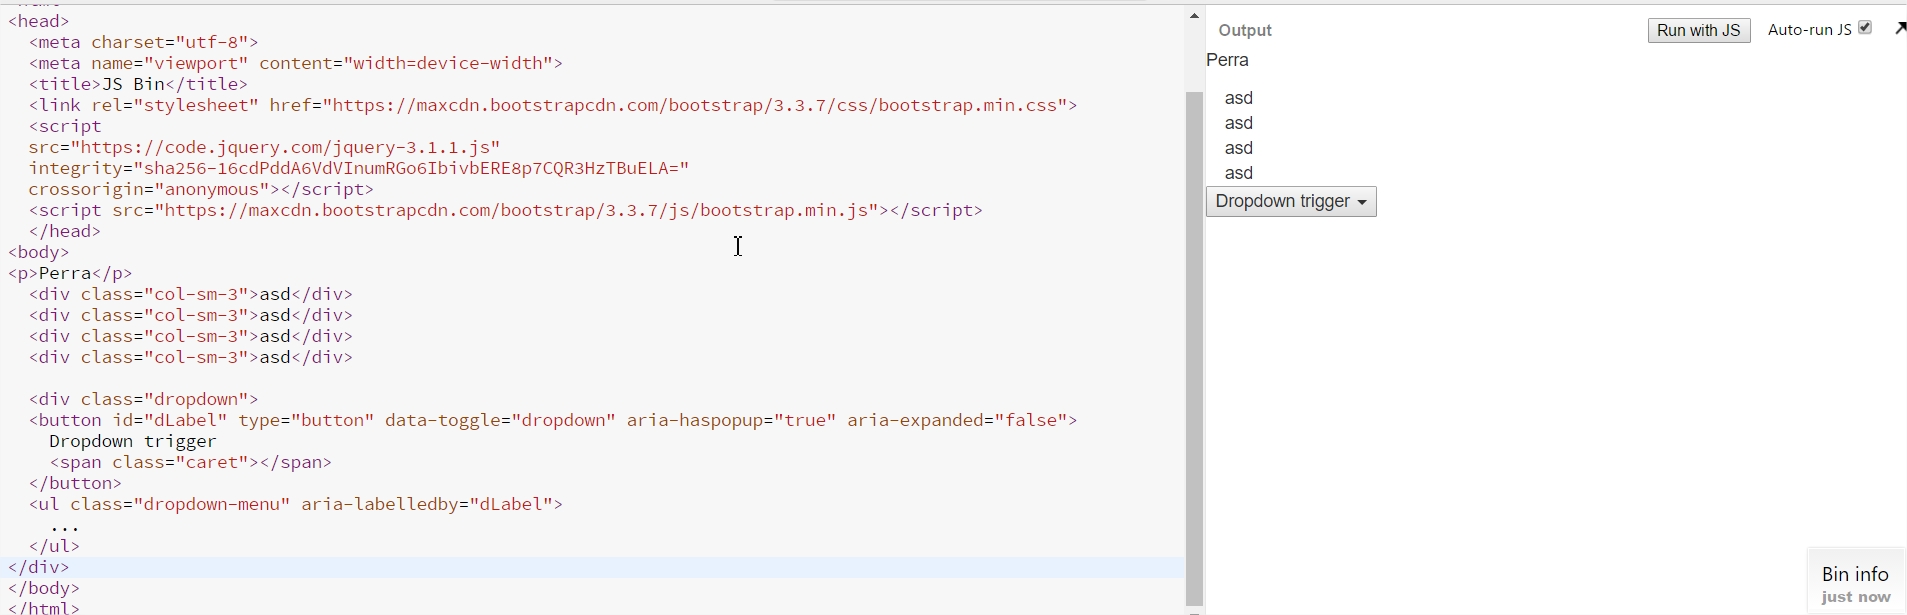 <head>
<meta charset="utf-8">
<meta name="viewport" content="width=device-width">
<title>JS Bin</title>
<link rel="stylesheet" href="https://maxcdn.bootstrapcdn.com/bootstrap/3.3.7/css/bootstrap.min.css">
<script
src="https://code.jquery.com/jquery-3.1.1.js"
integrity="sha256-16cdPddA6VdVInumRGo6IbivbERE8p7CQR3HzTBuELA="
crossorigin="anonymous"></script>
<script src="https://maxcdn.bootstrapcdn.com/bootstrap/3.3.7/js/bootstrap.min.js"></script>
</head>
<body>
<p>Perra</p>
<div class="col-sm-3">asd</div>
<div class="col-sm-3">asd</div>
<div class="col-sm-3">asd</div>
<div class="col-sm-3">asd</div>
<div class="dropdown">
<button id="dLabel" type="button" data-toggle="dropdown" aria-haspopup="true" aria-expanded="false">
Dropdown trigger
<span class="caret"></span>
</button>
<ul class="dropdown-menu" aria-labelledby="dLabel">
...
</ul>
</div>
</body>
</html>
Output
Run with JS
Auto-run JS
Perra
asd
asd
asd
asd
Dropdown trigger
Bin info
just now